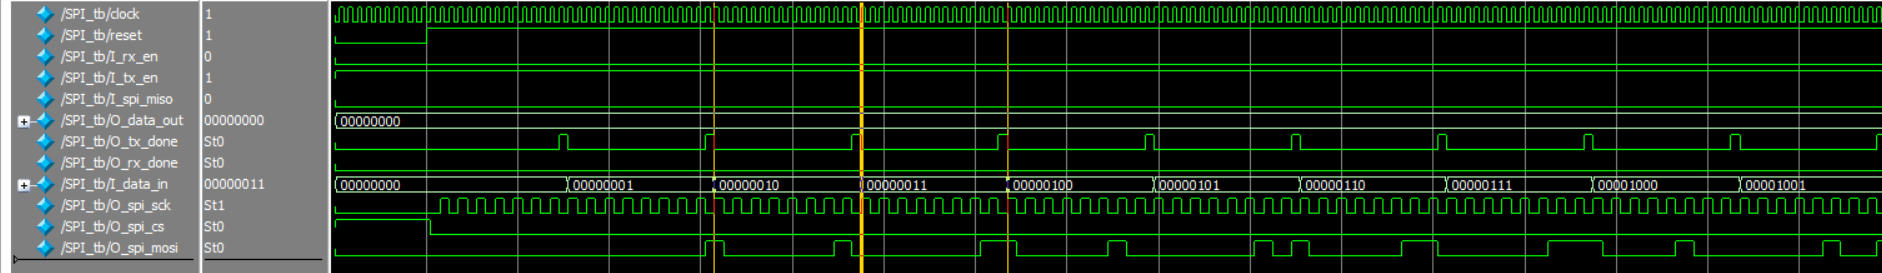 /SPI_tb/clock 1
/SPI_tb/reset 1
/SPI_tb/I_rx_en 0
/SPI_tb/I_tx_en 1
/SPI_tb/I_spi_miso 0
/SPI_tb/O_data_out 00000000 00000000
/SPI_tb/O_tx_done St0
/SPI_tb/O_rx_done St0
/SPI_tb/I_data_in 00000011 00000000 00000001 00000010 00000011 00000100 00000101 00000110 00000111 00001000 00001001
/SPI_tb/O_spi_sck St1
/SPI_tb/O_spi_cs St0
/SPI_tb/O_spi_mosi St0